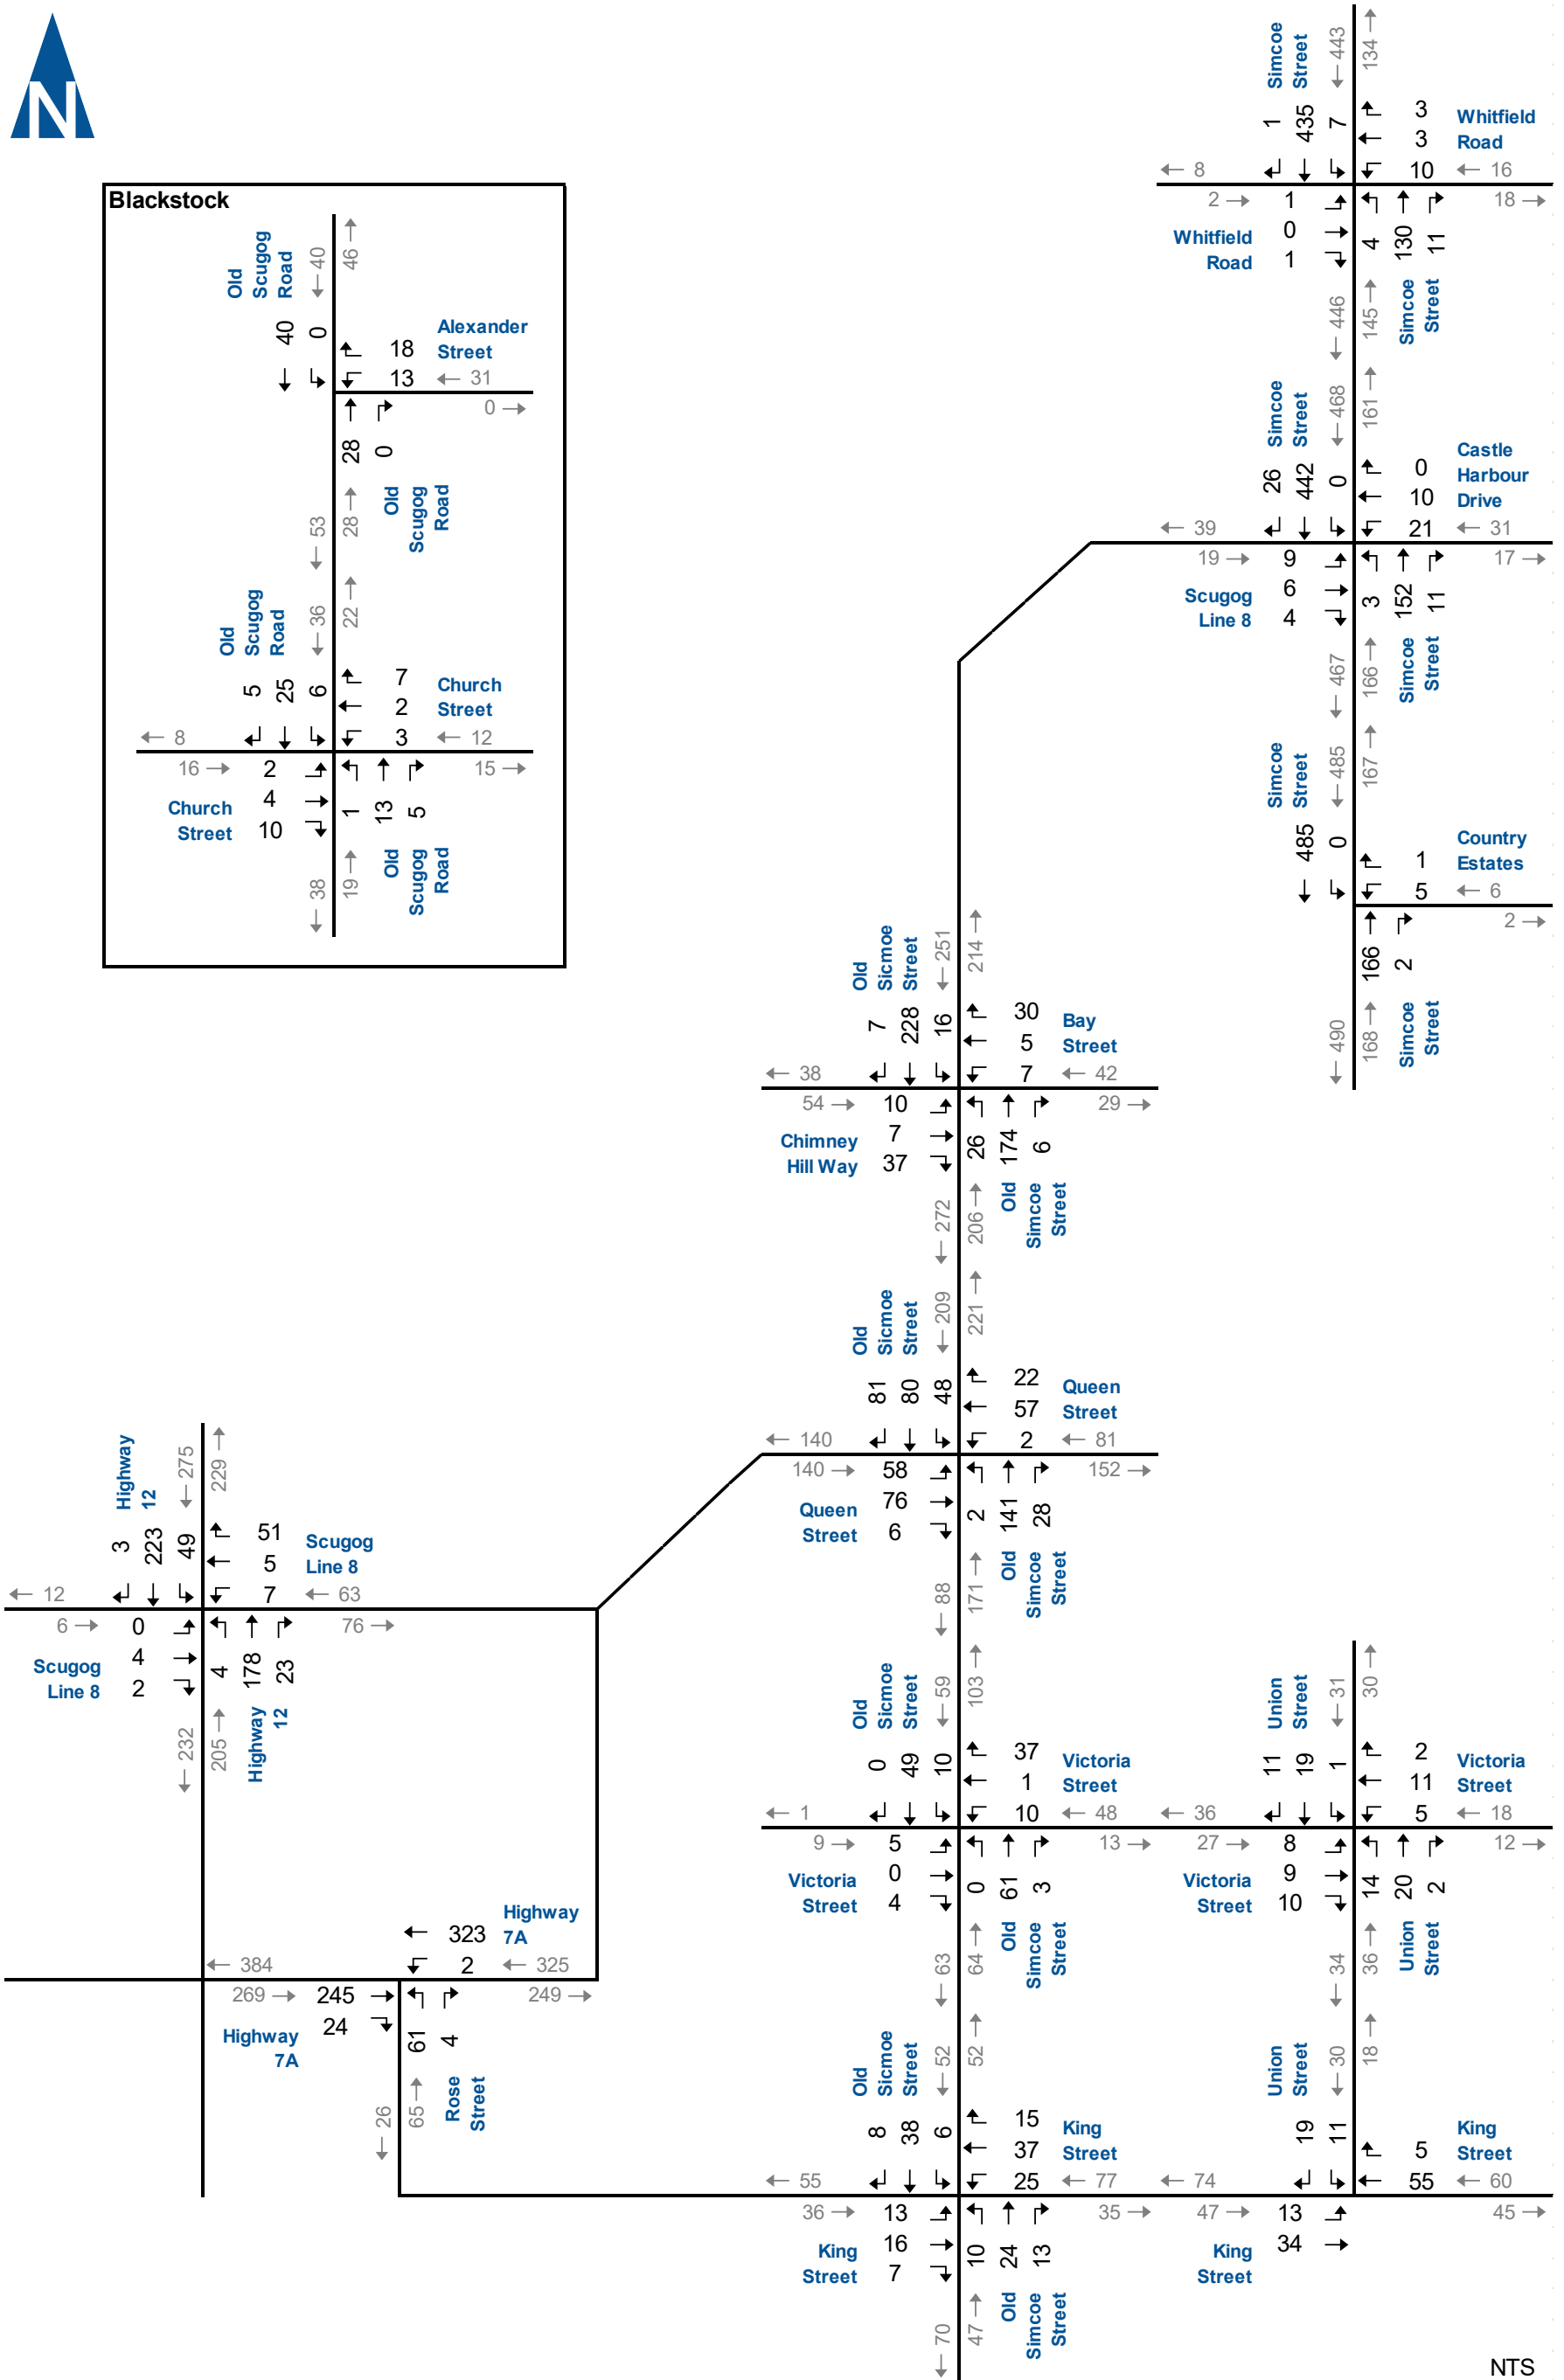 N
Blackstock
Old
Scugog
Road
← 40
46 →
40
0
18
13
Alexander
Street
← 31
0 →
28
0
Old
Scugog
Road
← 53
28 →
Old
Scugog
Road
← 36
22 →
5
25
6
7
2
3
Church
Street
← 8
← 12
16 →
15 →
2
4
10
Church
Street
1
13
5
← 38
19 →
Old
Scugog
Road
Simcoe
Street
← 443
134 →
1
435
7
3
3
10
Whitfield
Road
← 8
← 16
2 →
18 →
1
0
1
Whitfield
Road
4
130
11
← 446
145 →
Simcoe
Street
Simcoe
Street
← 468
161 →
26
442
0
0
10
21
Castle
Harbour
Drive
← 39
← 31
19 →
17 →
9
6
4
Scugog
Line 8
3
152
11
← 467
166 →
Simcoe
Street
Simcoe
Street
← 485
167 →
485
0
1
5
Country
Estates
← 6
2 →
166
2
← 490
168 →
Simcoe
Street
Old
Sicmoe
Street
← 251
214 →
7
228
16
30
5
7
Bay
Street
← 38
← 42
54 →
29 →
10
7
37
Chimney
Hill Way
26
174
6
← 272
206 →
Old
Simcoe
Street
Old
Sicmoe
Street
← 209
221 →
81
80
48
22
57
2
Queen
Street
← 140
← 81
140 →
152 →
58
76
6
Queen
Street
2
141
28
← 88
171 →
Old
Simcoe
Street
Highway
12
← 275
229 →
3
223
49
51
5
7
Scugog
Line 8
← 12
← 63
6 →
76 →
0
4
2
Scugog
Line 8
4
178
23
← 232
205 →
Highway
12
Old
Sicmoe
Street
← 59
103 →
0
49
10
37
1
10
Victoria
Street
← 1
← 48
9 →
13 →
5
0
4
Victoria
Street
0
61
3
← 63
64 →
Old
Simcoe
Street
Union
Street
← 31
30 →
11
19
1
2
11
5
Victoria
Street
← 36
← 18
27 →
12 →
8
9
10
Victoria
Street
14
20
2
← 34
36 →
Union
Street
323
2
Highway
7A
← 384
← 325
269 →
249 →
245
24
Highway
7A
61
4
← 26
65 →
Rose
Street
Old
Sicmoe
Street
← 52
52 →
8
38
6
15
37
25
King
Street
← 55
← 77
36 →
35 →
13
16
7
King
Street
10
24
13
← 70
47 →
Old
Simcoe
Street
Union
Street
← 30
18 →
19
11
5
55
King
Street
← 74
← 60
47 →
45 →
13
34
King
Street
NTS